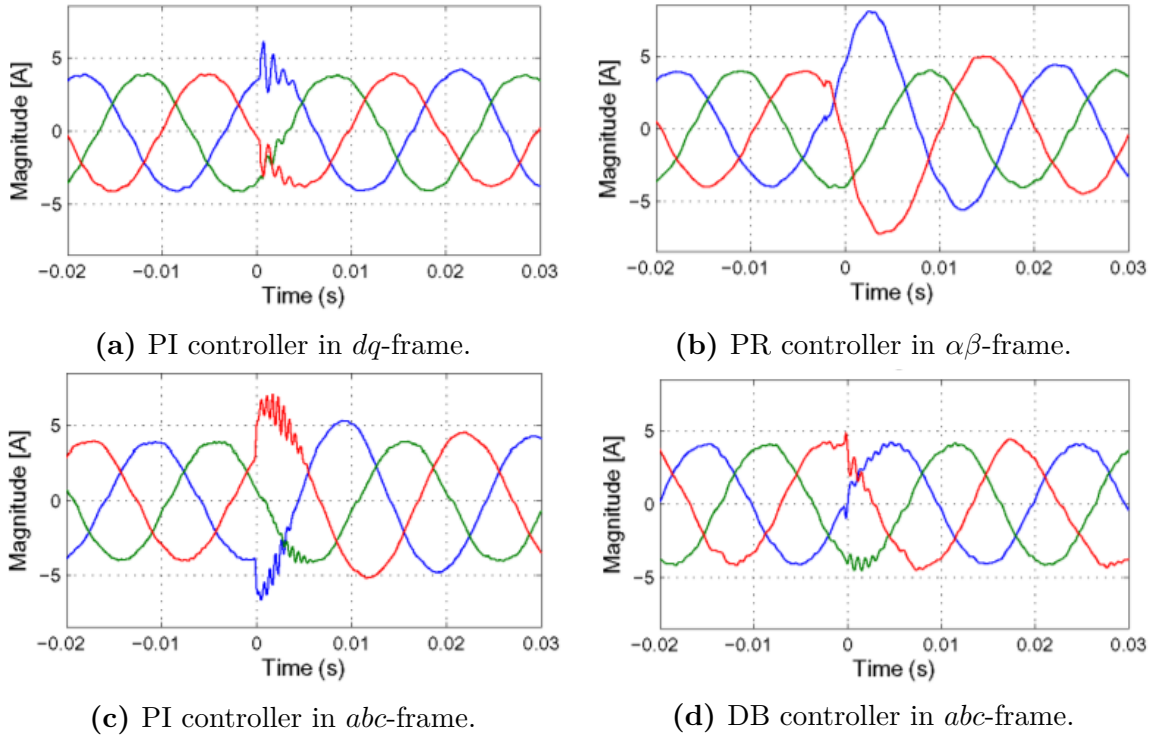 Magnitude [A]
5
0
−5
−0.02 −0.01 0 0.01 0.02 0.03
Time (s)
(a) PI controller in dq-frame.
Magnitude [A]
5
0
−5
−0.02 −0.01 0 0.01 0.02 0.03
Time (s)
(b) PR controller in αβ-frame.
Magnitude [A]
5
0
−5
−0.02 −0.01 0 0.01 0.02 0.03
Time (s)
(c) PI controller in abc-frame.
Magnitude [A]
5
0
−5
−0.02 −0.01 0 0.01 0.02 0.03
Time (s)
(d) DB controller in abc-frame.